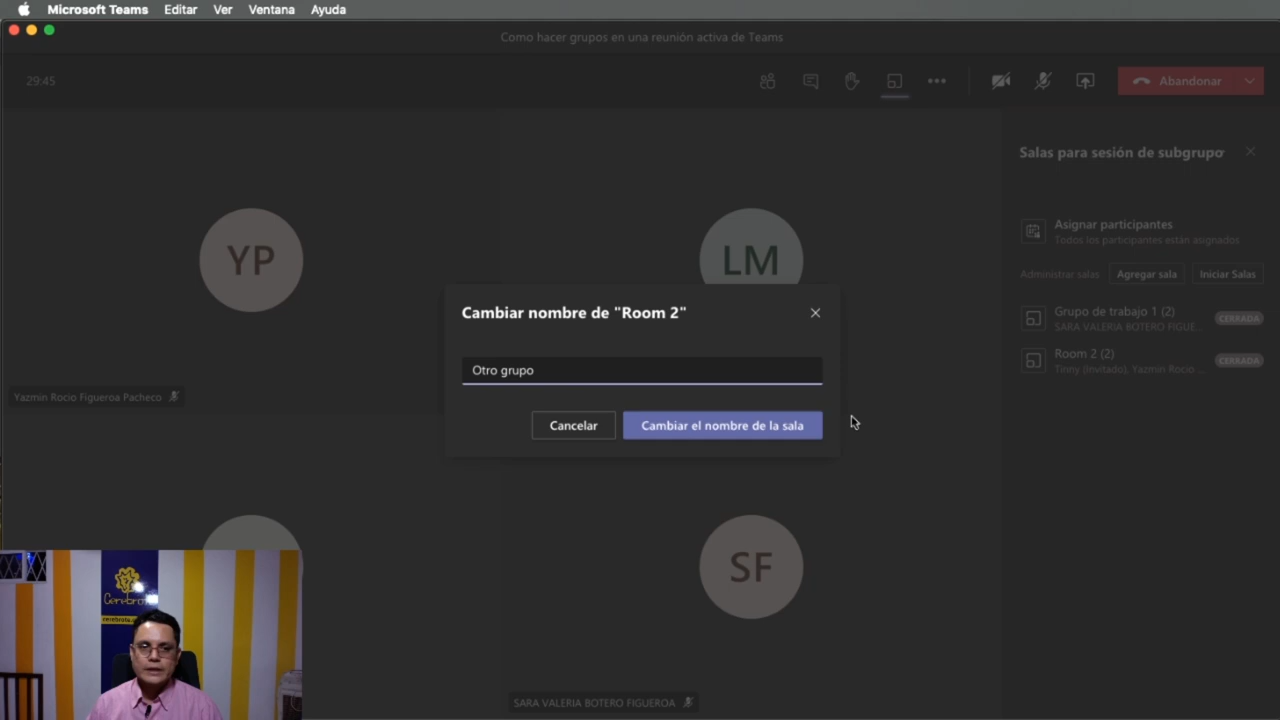 Microsoft Teams Editar Ver Ventana Ayuda
Como hacer grupos en una reunión activa de Teams
29:45
Abandonar
Salas para sesión de subgrupo
YP
LM
Asignar participantes
Todos los participantes están asignados
Administrar salas Agregar sala Iniciar Salas
Cambiar nombre de "Room 2"
Grupo de trabajo 1 (2)
SARA VALERIA BOTERO FIGUE...
CERRADA
Room 2 (2)
Tinny (Invitado), Yazmin Rocio ...
CERRADA
Otro grupo
Cancelar Cambiar el nombre de la sala
Yazmin Rocio Figueroa Pacheco
SF
SARA VALERIA BOTERO FIGUEROA